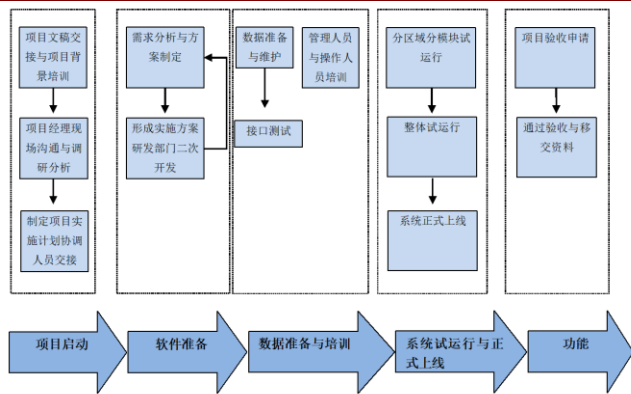 项目文稿交
接与项目背
景培训
项目经理现
场沟通与调
研分析
制定项目实
施计划协调
人员交接
需求分析与方
案制定
形成实施方案
研发部门二次
开发
数据准备
与维护
接口测试
管理人员
与操作人
员培训
分区域分模块试
运行
整体试运行
系统正式上线
项目验收申请
通过验收与移
交资料
项目启动
软件准备
数据准备与培训
系统试运行与正
式上线
功能